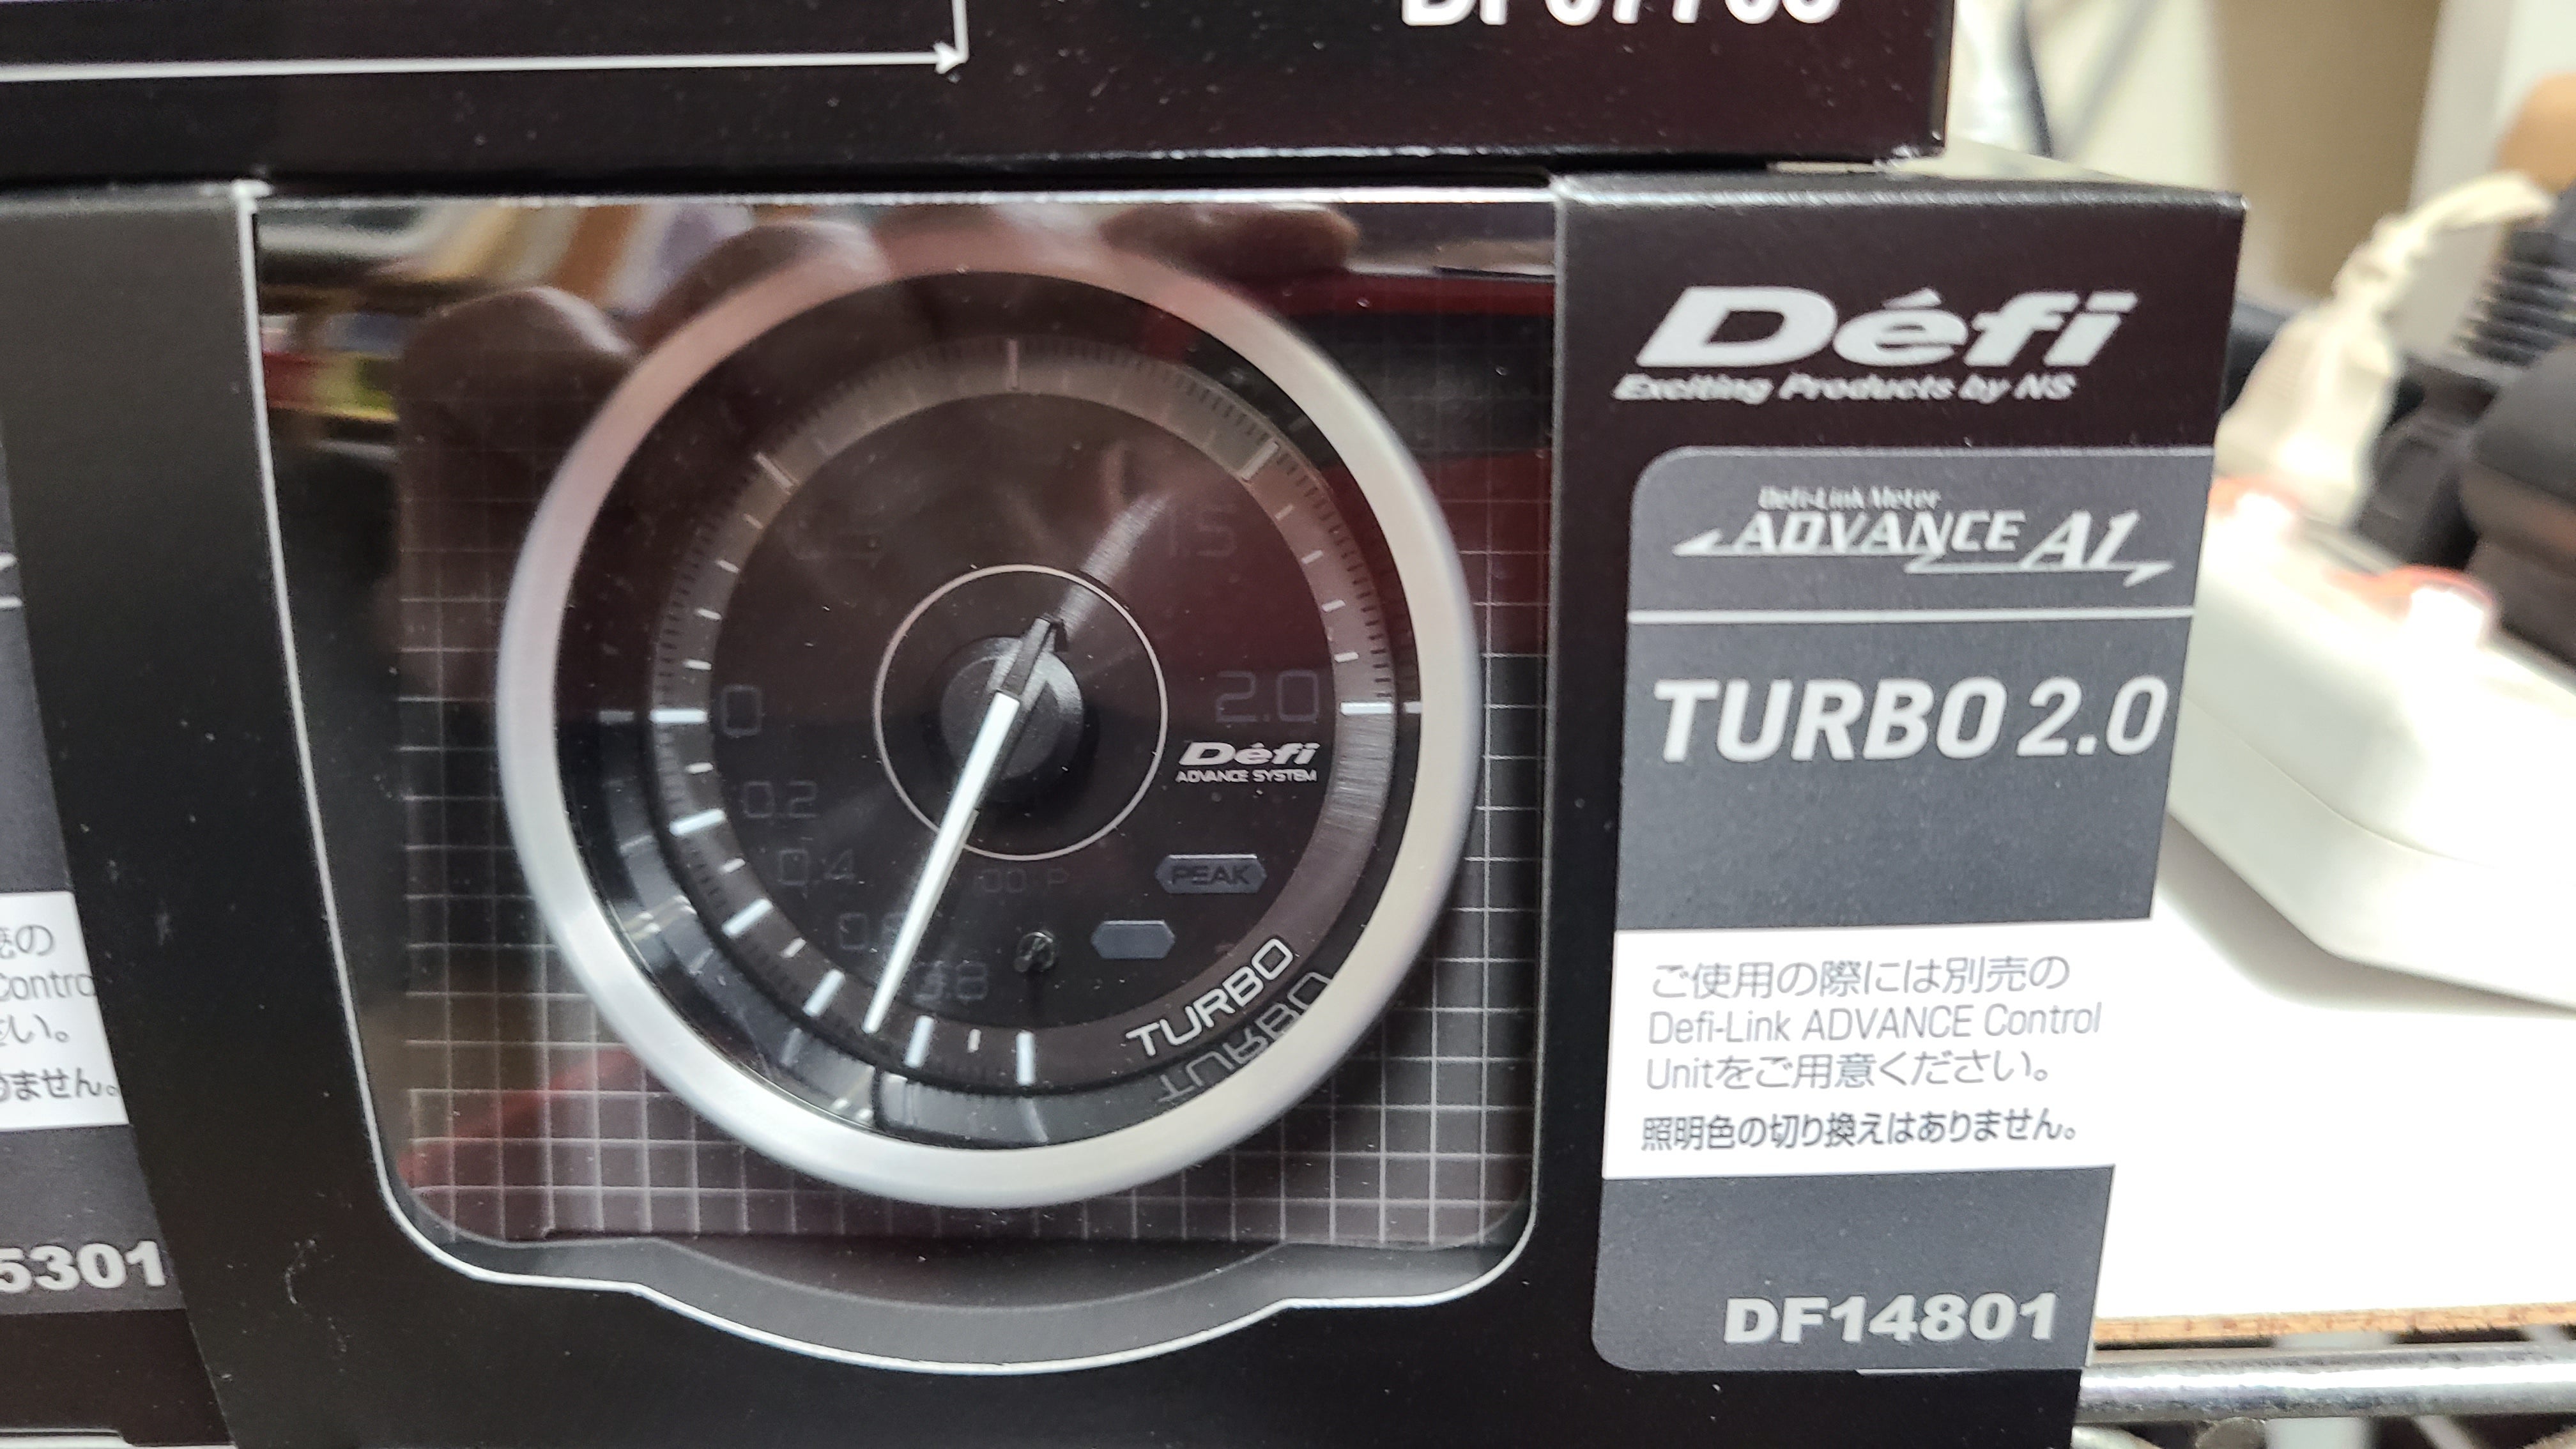 Défi
Exciting Products by NS
Defi-Link Meter
ADVANCE A1
TURBO 2.0
ご使用の際には別売の
Defi-Link ADVANCE Control
Unitをご用意ください。
照明色の切り換えはありません。
DF14801
1.5
0
2.0
Défi
ADVANCE SYSTEM
0.2
0.4
PEAK
0.8
TURBO
5301